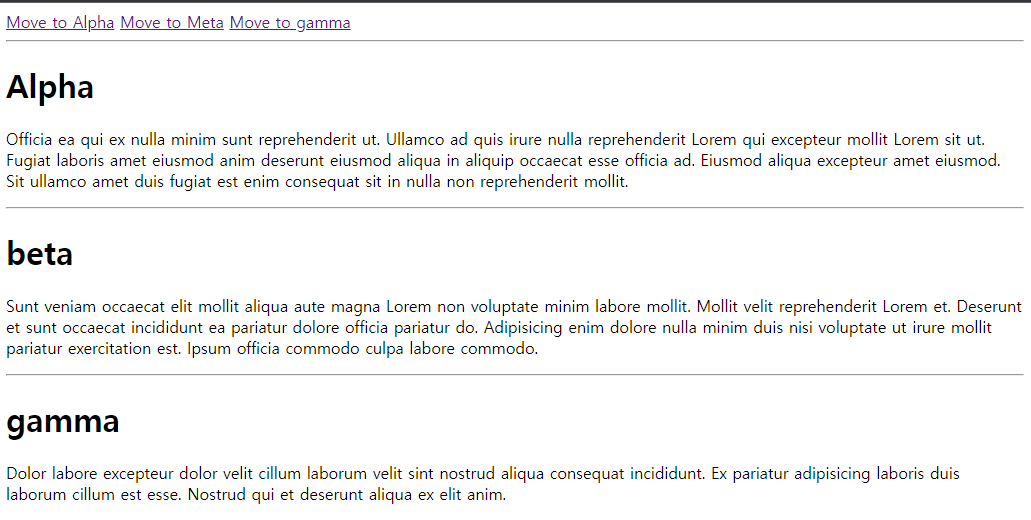 Move to Alpha Move to Meta Move to gamma
Alpha
Officia ea qui ex nulla minim sunt reprehenderit ut. Ullamco ad quis irure nulla reprehenderit Lorem qui excepteur mollit Lorem sit ut.
Fugiat laboris amet eiusmod anim deserunt eiusmod aliqua in aliquip occaecat esse officia ad. Eiusmod aliqua excepteur amet eiusmod.
Sit ullamco amet duis fugiat est enim consequat sit in nulla non reprehenderit mollit.
beta
Sunt veniam occaecat elit mollit aliqua aute magna Lorem non voluptate minim labore mollit. Mollit velit reprehenderit Lorem et. Deserunt
et sunt occaecat incididunt ea pariatur dolore officia pariatur do. Adipisicing enim dolore nulla minim duis nisi voluptate ut irure mollit
pariatur exercitation est. Ipsum officia commodo culpa labore commodo.
gamma
Dolor labore excepteur dolor velit cillum laborum velit sint nostrud aliqua consequat incididunt. Ex pariatur adipisicing laboris duis
laborum cillum est esse. Nostrud qui et deserunt aliqua ex elit anim.